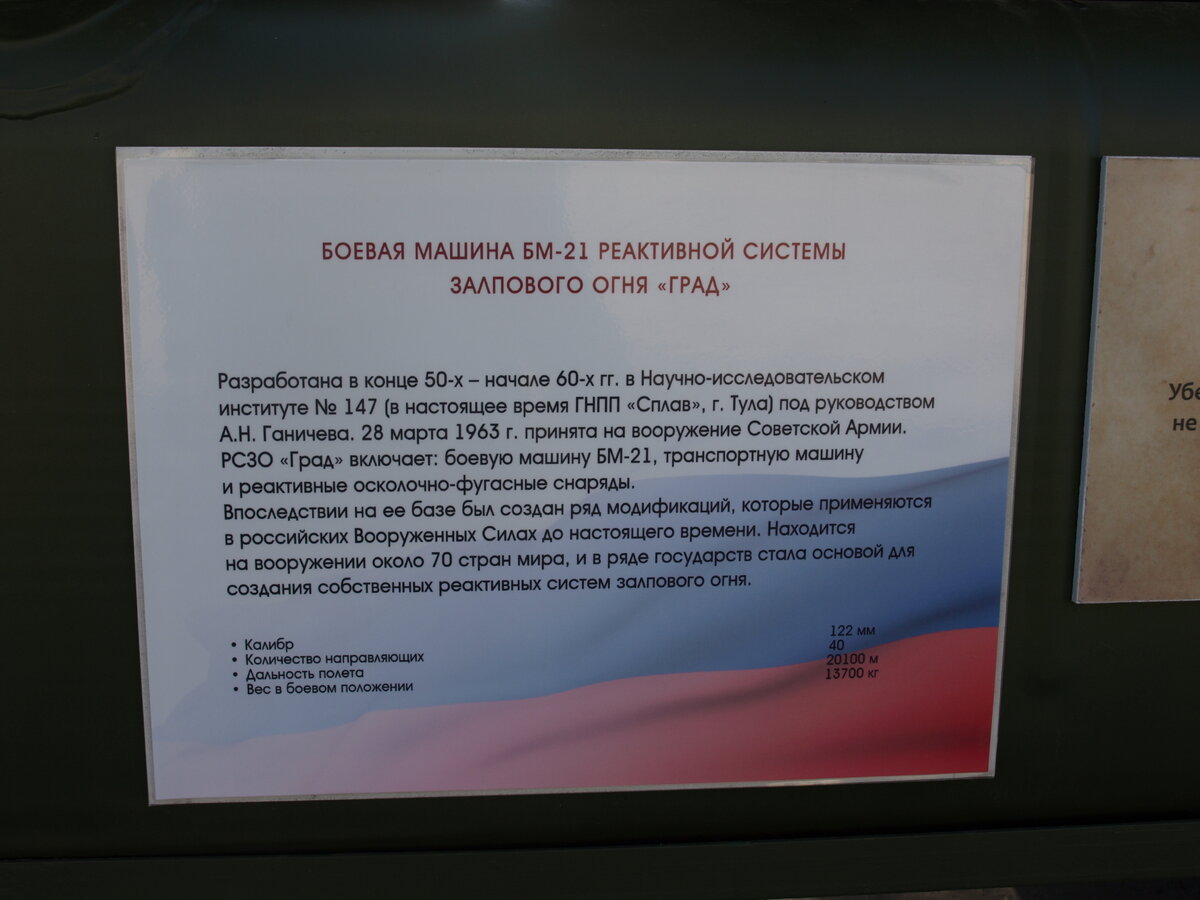 БОЕВАЯ МАШИНА БМ-21 РЕАКТИВНОЙ СИСТЕМЫ
ЗАЛПОВОГО ОГНЯ «ГРАД»
Разработана в конце 50-х – начале 60-х гг. в Научно-исследовательском
институте № 147 (в настоящее время ГНПП «Сплав», г. Тула) под руководством
А.Н. Ганичева. 28 марта 1963 г. принята на вооружение Советской Армии.
РСЗО «Град» включает: боевую машину БМ-21, транспортную машину
и реактивные осколочно-фугасные снаряды.
Впоследствии на ее базе был создан ряд модификаций, которые применяются
в российских Вооруженных Силах до настоящего времени. Находится
на вооружении около 70 стран мира, и в ряде государств стала основой для
создания собственных реактивных систем залпового огня.
• Калибр 122 мм
• Количество направляющих 40
• Дальность полета 20100 м
• Вес в боевом положении 13700 кг
Убе
не